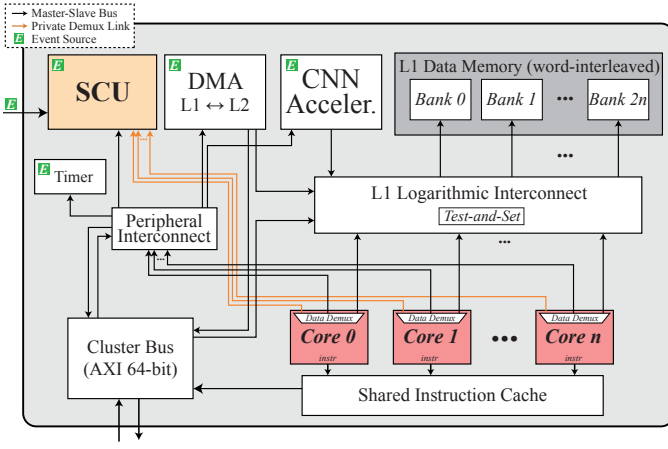 Master-Slave Bus
Private Demux Link
E Event Source
E
E
E
E
SCU
DMA
L1 ↔ L2
CNN
Acceler.
L1 Data Memory (word-interleaved)
Bank 0
Bank 1
•••
Bank 2n
E
Timer
...
•••
L1 Logarithmic Interconnect
Test-and-Set
Peripheral
Interconnect
...
...
Data Demux
Data Demux
Data Demux
Core 0
Core 1
•••
Core n
instr
instr
instr
Cluster Bus
(AXI 64-bit)
Shared Instruction Cache